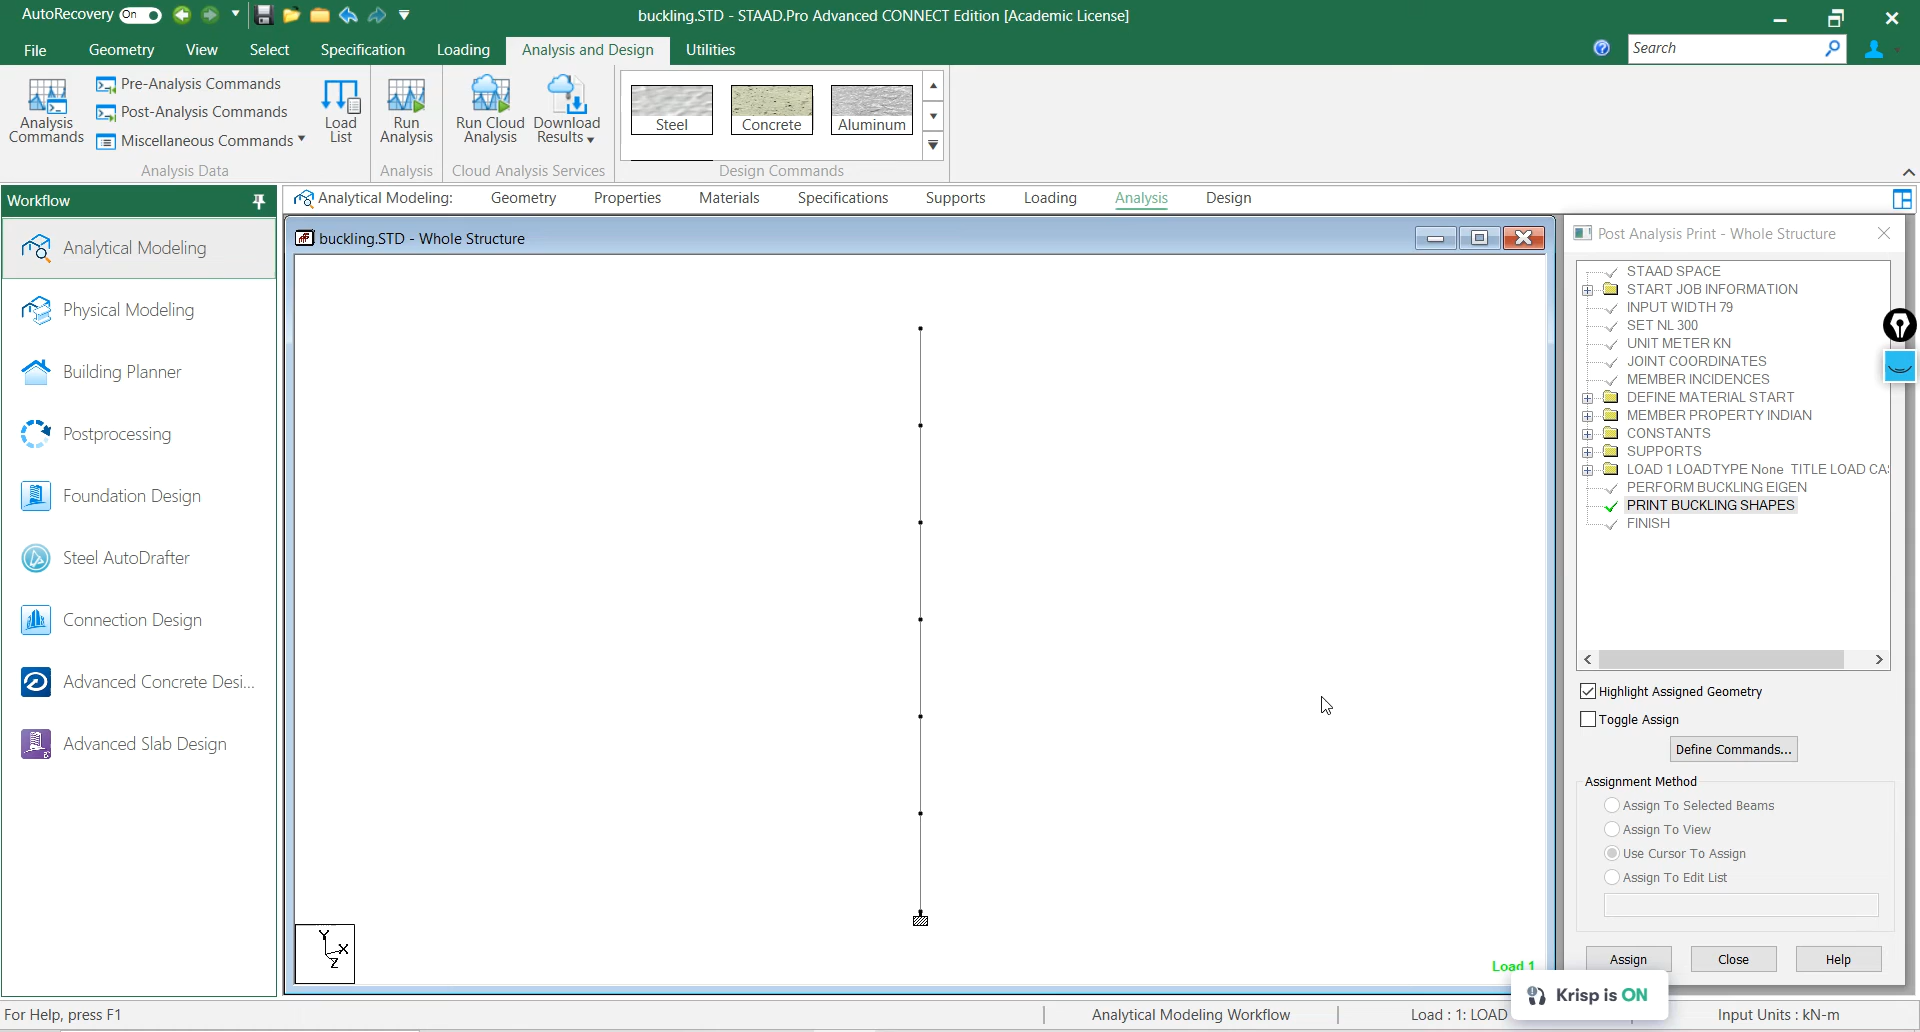 AutoRecovery On
buckling.STD - STAAD.Pro Advanced CONNECT Edition [Academic License]
File Geometry View Select Specification Loading Analysis and Design Utilities
Search
Analysis Commands
Pre-Analysis Commands
Post-Analysis Commands
Miscellaneous Commands
Load List
Run Analysis
Run Cloud Analysis
Download Results
Steel
Concrete
Aluminum
Analysis Data
Analysis
Cloud Analysis Services
Design Commands
Workflow
Analytical Modeling
Physical Modeling
Building Planner
Postprocessing
Foundation Design
Steel AutoDrafter
Connection Design
Advanced Concrete Desi...
Advanced Slab Design
Analytical Modeling: Geometry Properties Materials Specifications Supports Loading Analysis Design
buckling.STD - Whole Structure
Y
X
Z
Load 1
Post Analysis Print - Whole Structure
STAAD SPACE
START JOB INFORMATION
INPUT WIDTH 79
SET NL 300
UNIT METER KN
JOINT COORDINATES
MEMBER INCIDENCES
DEFINE MATERIAL START
MEMBER PROPERTY INDIAN
CONSTANTS
SUPPORTS
LOAD 1 LOADTYPE None TITLE LOAD CA
PERFORM BUCKLING EIGEN
PRINT BUCKLING SHAPES
FINISH
Highlight Assigned Geometry
Toggle Assign
Define Commands...
Assignment Method
Assign To Selected Beams
Assign To View
Use Cursor To Assign
Assign To Edit List
Assign Close Help
Krisp is ON
For Help, press F1
Analytical Modeling Workflow
Load : 1: LOAD
Input Units : kN-m